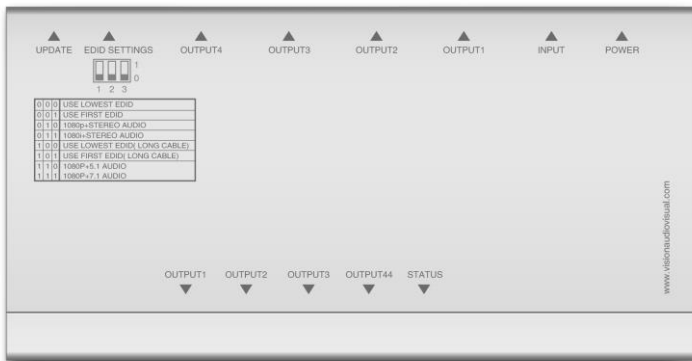 UPDATE EDID SETTINGS OUTPUT4 OUTPUT3 OUTPUT2 OUTPUT1 INPUT POWER
1
0
1 2 3
0 0 0 USE LOWEST EDID
0 0 1 USE FIRST EDID
0 1 0 1080p+STEREO AUDIO
0 1 1 1080i+STEREO AUDIO
1 0 0 USE LOWEST EDID( LONG CABLE)
1 0 1 USE FIRST EDID( LONG CABLE)
1 1 0 1080P+5.1 AUDIO
1 1 1 1080P+7.1 AUDIO
www.visionaudiovisual.com
OUTPUT1 OUTPUT2 OUTPUT3 OUTPUT44 STATUS